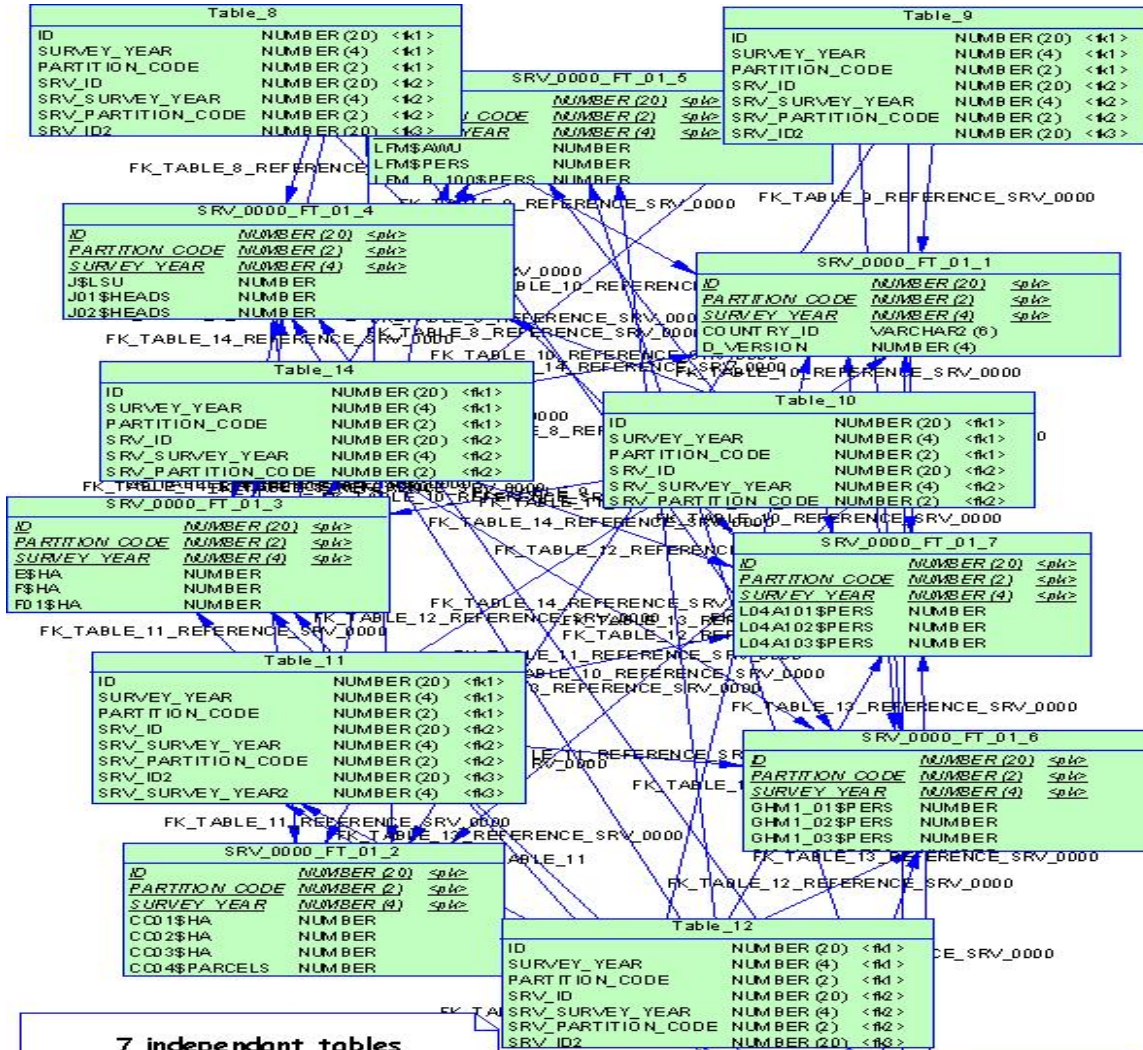 Table_8
ID NUMBER(20) <fk1>
SURVEY_YEAR NUMBER(4) <fk1>
PARTITION_CODE NUMBER(2) <fk1>
SRV_ID NUMBER(20) <fk2>
SRV_SURVEY_YEAR NUMBER(4) <fk2>
SRV_PARTITION_CODE NUMBER(2) <fk2>
SRV_ID2 NUMBER(20) <fk3>
Table_9
ID NUMBER(20) <fk1>
SURVEY_YEAR NUMBER(4) <fk1>
PARTITION_CODE NUMBER(2) <fk1>
SRV_ID NUMBER(20) <fk2>
SRV_SURVEY_YEAR NUMBER(4) <fk2>
SRV_PARTITION_CODE NUMBER(2) <fk2>
SRV_ID2 NUMBER(20) <fk3>
SRV_0000_FT_01_5
NUMBER(20) <pk>
CODE NUMBER(2) <pk>
YEAR NUMBER(4) <pk>
LFM$AWU NUMBER
LFM$PERS NUMBER
LFM_B_100$PERS NUMBER
FK_TABLE_8_REFERENCE
REFERENCE_SRV_0000
FK_TABLE_9_REFERENCE_SRV_0000
SRV_0000_FT_01_4
ID NUMBER(20) <pk>
PARTITION_CODE NUMBER(2) <pk>
SURVEY_YEAR NUMBER(4) <pk>
J$LSU NUMBER
J01$HEADS NUMBER
J02$HEADS NUMBER
SRV_0000_FT_01_1
ID NUMBER(20) <pk>
PARTITION_CODE NUMBER(2) <pk>
SURVEY_YEAR NUMBER(4) <pk>
COUNTRY_ID VARCHAR2(6)
D_VERSION NUMBER(4)
FK_TABLE_14_REFERENCE_SRV_0000
FK_TABLE_8_REFERENCE_SRV_0000
FK_TABLE_10_REFERENCE_SRV_0000
Table_14
ID NUMBER(20) <fk1>
SURVEY_YEAR NUMBER(4) <fk1>
PARTITION_CODE NUMBER(2) <fk1>
SRV_ID NUMBER(20) <fk2>
SRV_SURVEY_YEAR NUMBER(4) <fk2>
SRV_PARTITION_CODE NUMBER(2) <fk2>
Table_10
ID NUMBER(20) <fk1>
SURVEY_YEAR NUMBER(4) <fk1>
PARTITION_CODE NUMBER(2) <fk1>
SRV_ID NUMBER(20) <fk2>
SRV_SURVEY_YEAR NUMBER(4) <fk2>
SRV_PARTITION_CODE NUMBER(2) <fk2>
SRV_0000_FT_01_3
ID NUMBER(20) <pk>
PARTITION_CODE NUMBER(2) <pk>
SURVEY_YEAR NUMBER(4) <pk>
E$HA NUMBER
F$HA NUMBER
F01$HA NUMBER
FK_TABLE_14_REFERENCE
FK_TABLE_12_REFERENCE
SRV_0000_FT_01_7
ID NUMBER(20) <pk>
PARTITION_CODE NUMBER(2) <pk>
SURVEY_YEAR NUMBER(4) <pk>
L04A101$PERS NUMBER
L04A102$PERS NUMBER
L04A103$PERS NUMBER
FK_TABLE_14_REFERENCE_SRV
FK_TABLE_12_REFERENCE_SRV_0000
FK_TABLE_11_REFERENCE_SRV_0000
FK_TABLE_11_REFERENCE_SRV_0000
Table_11
ID NUMBER(20) <fk1>
SURVEY_YEAR NUMBER(4) <fk1>
PARTITION_CODE NUMBER(2) <fk1>
SRV_ID NUMBER(20) <fk2>
SRV_SURVEY_YEAR NUMBER(4) <fk2>
SRV_PARTITION_CODE NUMBER(2) <fk2>
SRV_ID2 NUMBER(20) <fk3>
SRV_SURVEY_YEAR2 NUMBER(4) <fk3>
FK_TABLE_13_REFERENCE_SRV_0000
SRV_0000_FT_01_6
ID NUMBER(20) <pk>
PARTITION_CODE NUMBER(2) <pk>
SURVEY_YEAR NUMBER(4) <pk>
GHM1_01$PERS NUMBER
GHM1_02$PERS NUMBER
GHM1_03$PERS NUMBER
FK_TABLE_11_REFERENCE_SRV_0000
FK_TABLE_13_REFERENCE_SRV_0000
FK_TABLE_13_REFERENCE_SRV_0000
FK_TABLE_12_REFERENCE_SRV_0000
SRV_0000_FT_01_2
ID NUMBER(20) <pk>
PARTITION_CODE NUMBER(2) <pk>
SURVEY_YEAR NUMBER(4) <pk>
CC01$HA NUMBER
CC02$HA NUMBER
CC03$HA NUMBER
CC04$PARCELS NUMBER
Table_12
ID NUMBER(20) <fk1>
SURVEY_YEAR NUMBER(4) <fk1>
PARTITION_CODE NUMBER(2) <fk1>
SRV_ID NUMBER(20) <fk2>
SRV_SURVEY_YEAR NUMBER(4) <fk2>
SRV_PARTITION_CODE NUMBER(2) <fk2>
SRV_ID2 NUMBER(20) <fk3>
7 independant tables